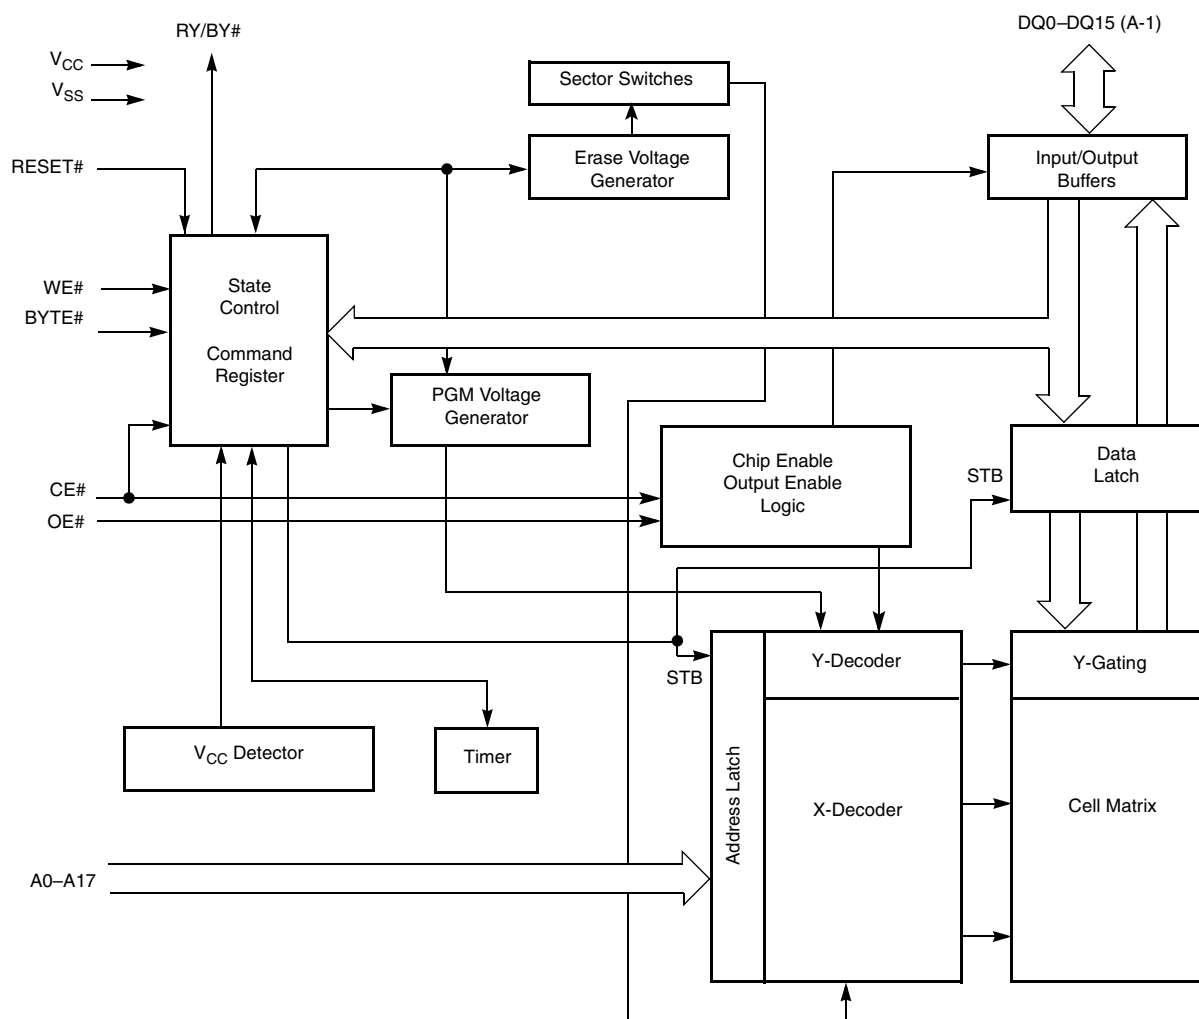 RY/BY#
DQ0–DQ15 (A-1)
VCC
VSS
Sector Switches
RESET#
Erase Voltage
Generator
Input/Output
Buffers
WE#
BYTE#
State
Control
Command
Register
PGM Voltage
Generator
CE#
OE#
Chip Enable
Output Enable
Logic
STB
Data
Latch
STB
Y-Decoder
Y-Gating
VCC Detector
Timer
Address Latch
X-Decoder
Cell Matrix
A0–A17